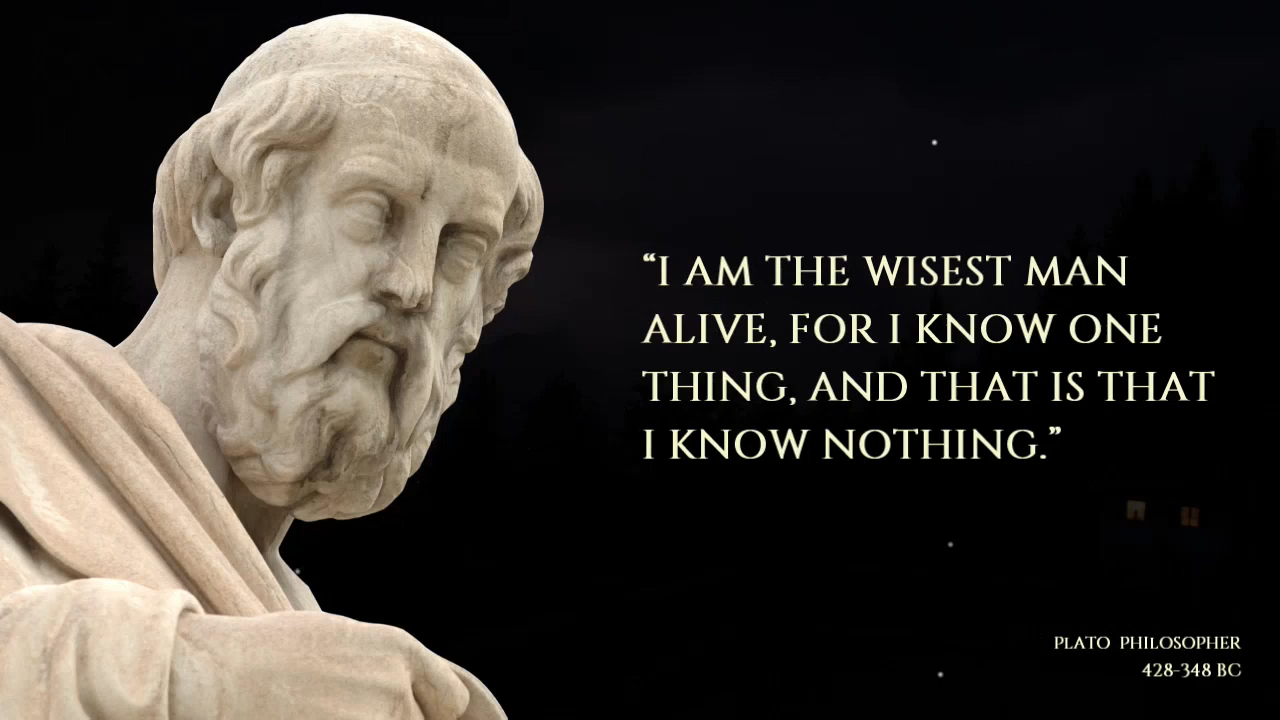 “I AM THE WISEST MAN
ALIVE, FOR I KNOW ONE
THING, AND THAT IS THAT
I KNOW NOTHING.”
PLATO PHILOSOPHER
428-348 BC